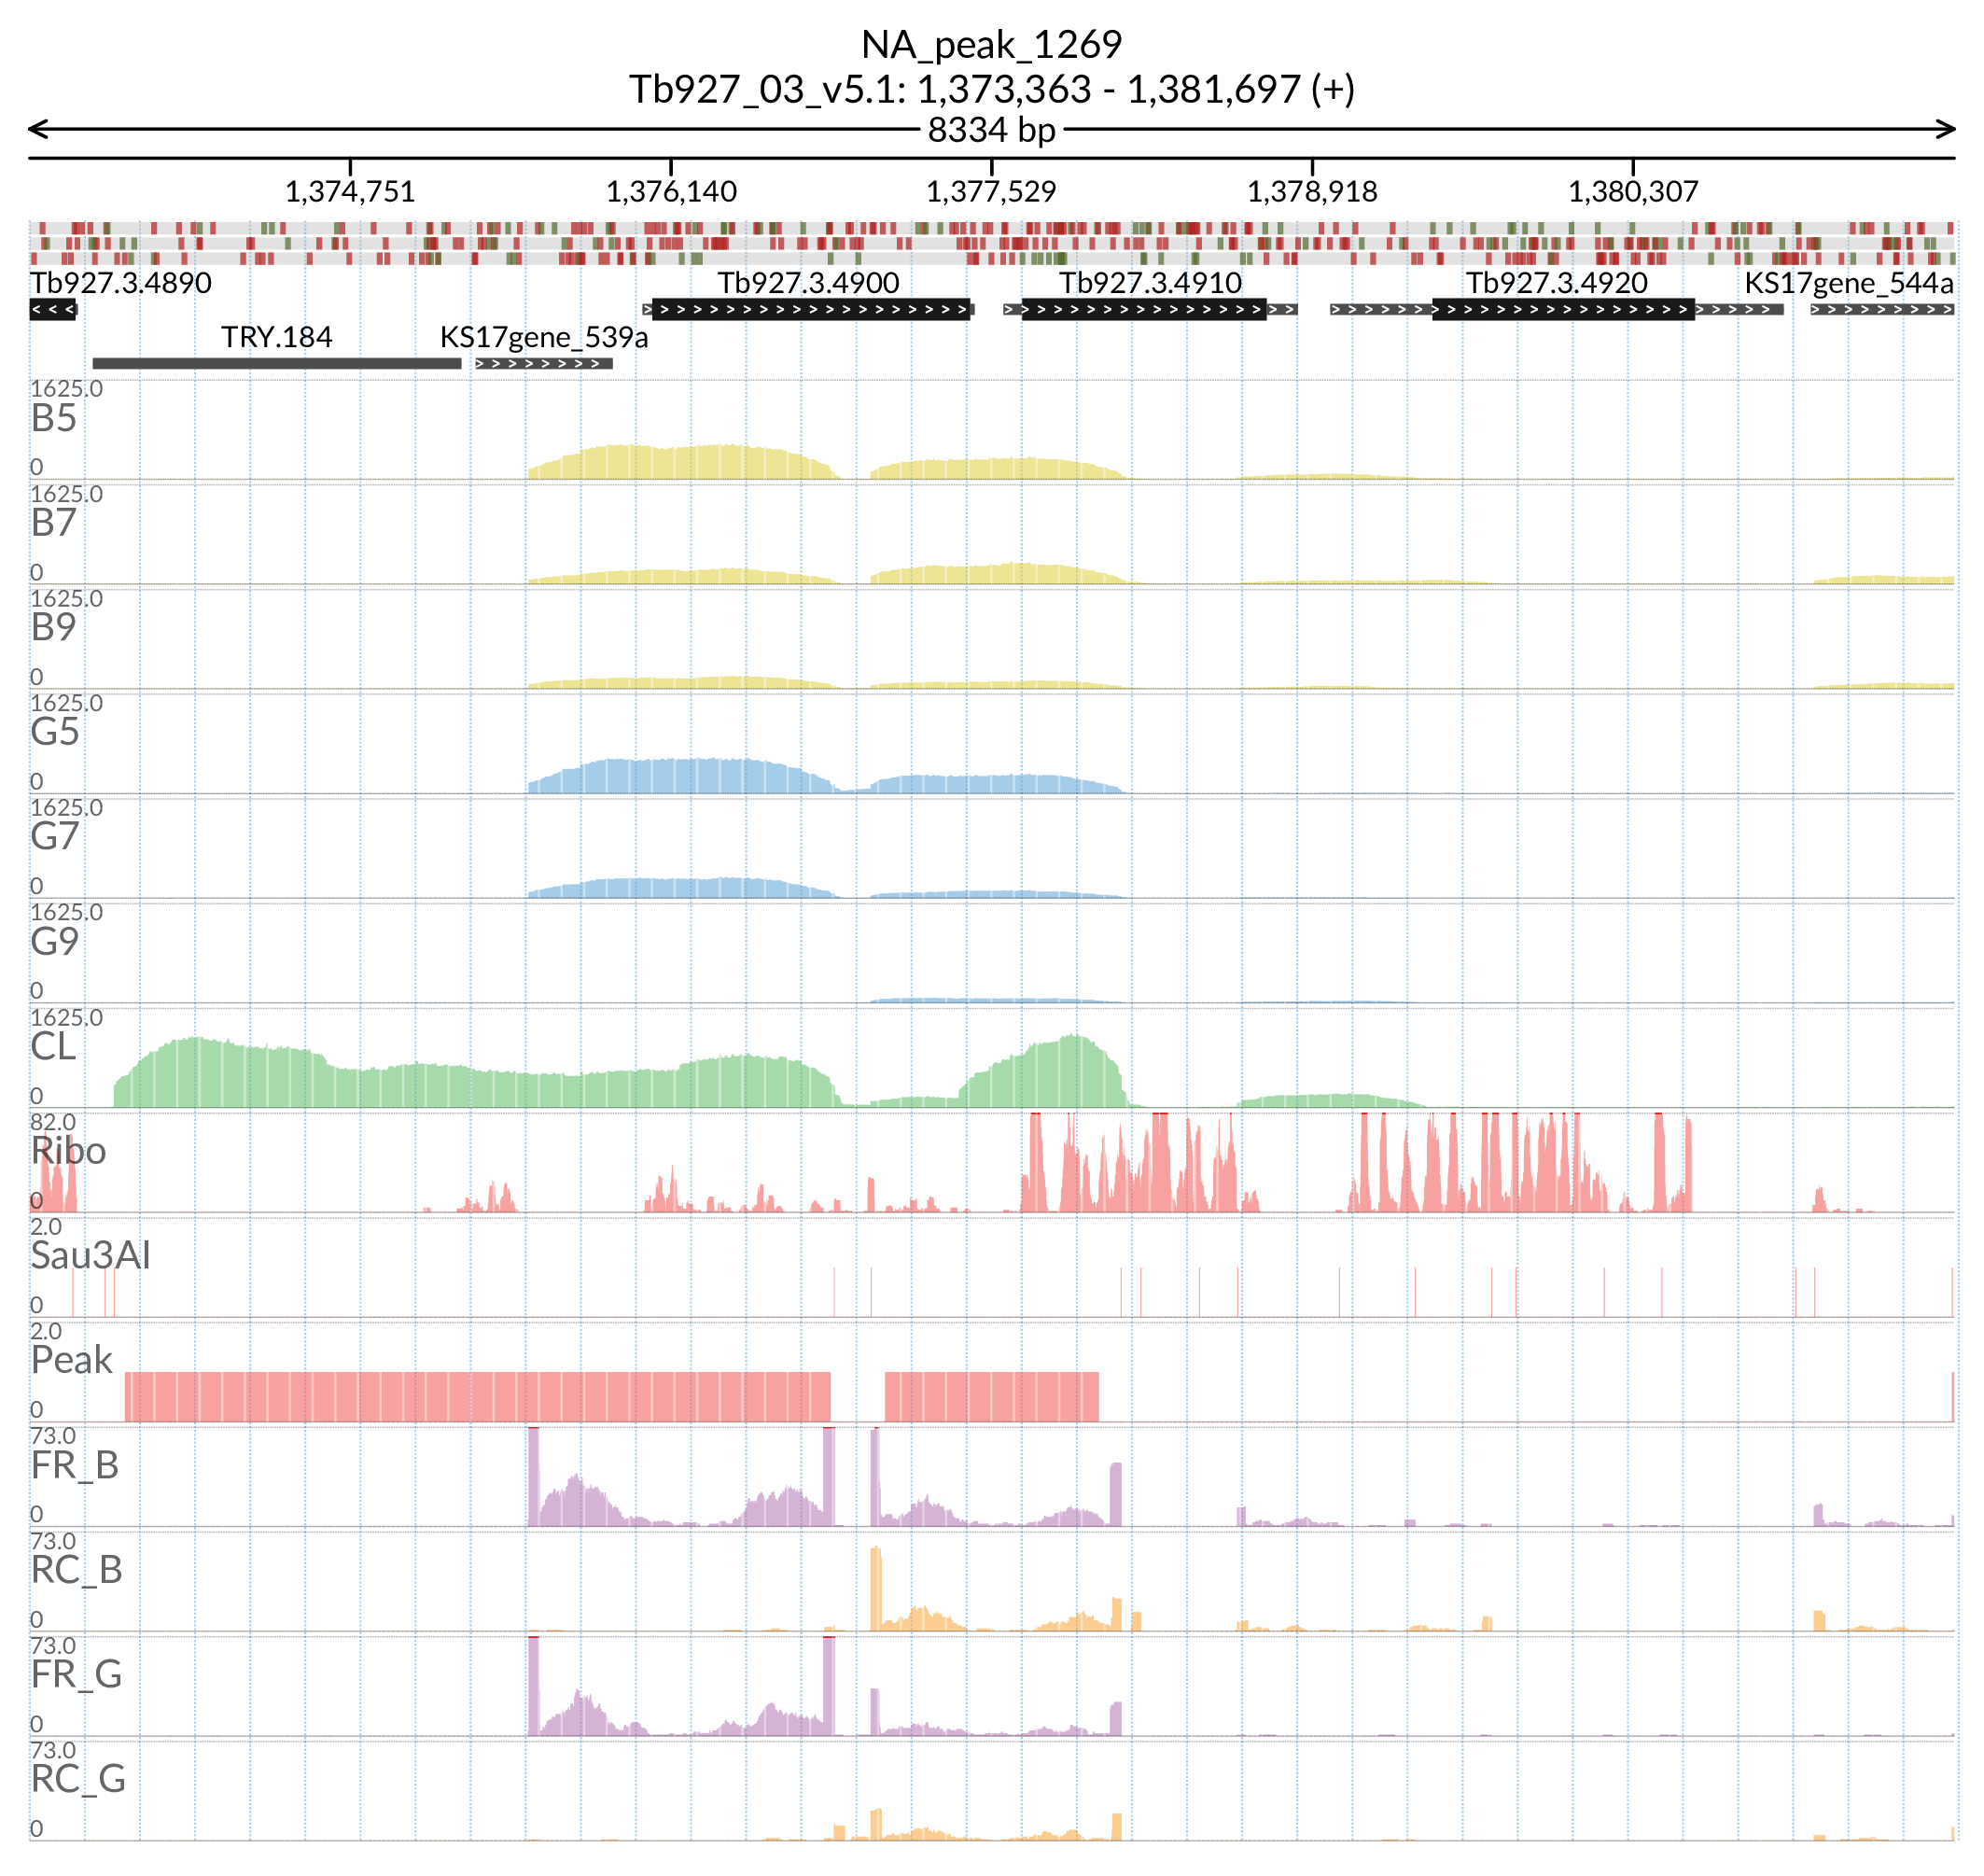 NA_peak_1269
Tb927_03_v5.1: 1,373,363 - 1,381,697 (+)
8334 bp
1,374,751 1,376,140 1,377,529 1,378,918 1,380,307
Tb927.3.4890 Tb927.3.4900 Tb927.3.4910 Tb927.3.4920 KS17gene_544a
TRY.184 KS17gene_539a
1625.0
B5
0
1625.0
B7
0
1625.0
B9
0
1625.0
G5
0
1625.0
G7
0
1625.0
G9
0
1625.0
CL
0
82.0
Ribo
0
2.0
Sau3AI
0
2.0
Peak
0
73.0
FR_B
0
73.0
RC_B
0
73.0
FR_G
0
73.0
RC_G
0